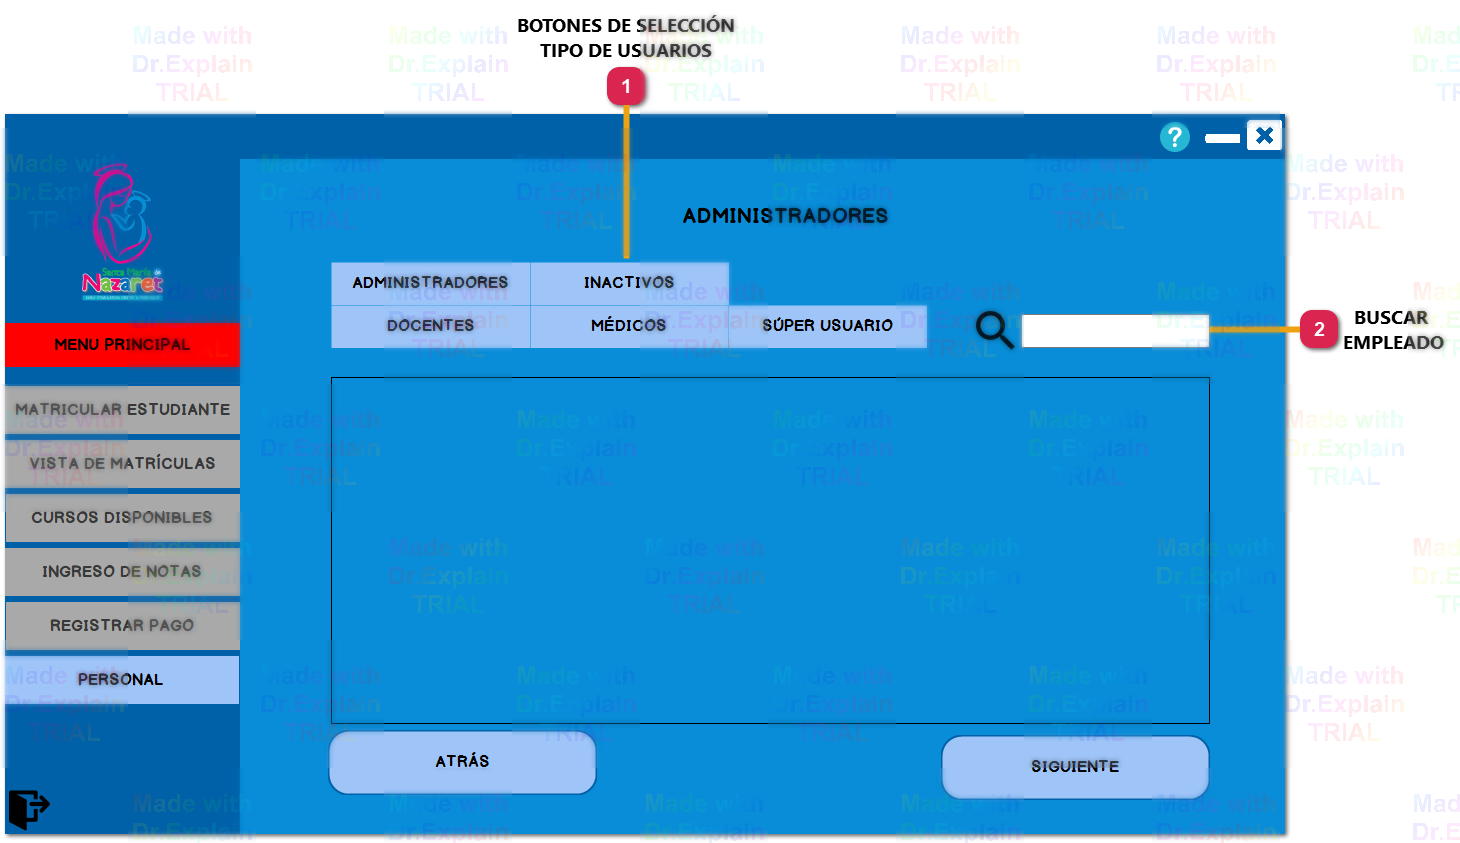 BOTONES DE SELECCIÓN
TIPO DE USUARIOS
1
?
Santa María de
Nazaret
ADMINISTRADORES
ADMINISTRADORES
INACTIVOS
DOCENTES
MÉDICOS
SÚPER USUARIO
2
BUSCAR
EMPLEADO
MENU PRINCIPAL
MATRICULAR ESTUDIANTE
VISTA DE MATRÍCULAS
CURSOS DISPONIBLES
INGRESO DE NOTAS
REGISTRAR PAGO
PERSONAL
ATRÁS
SIGUIENTE
Made with
Dr.Explain
TRIAL